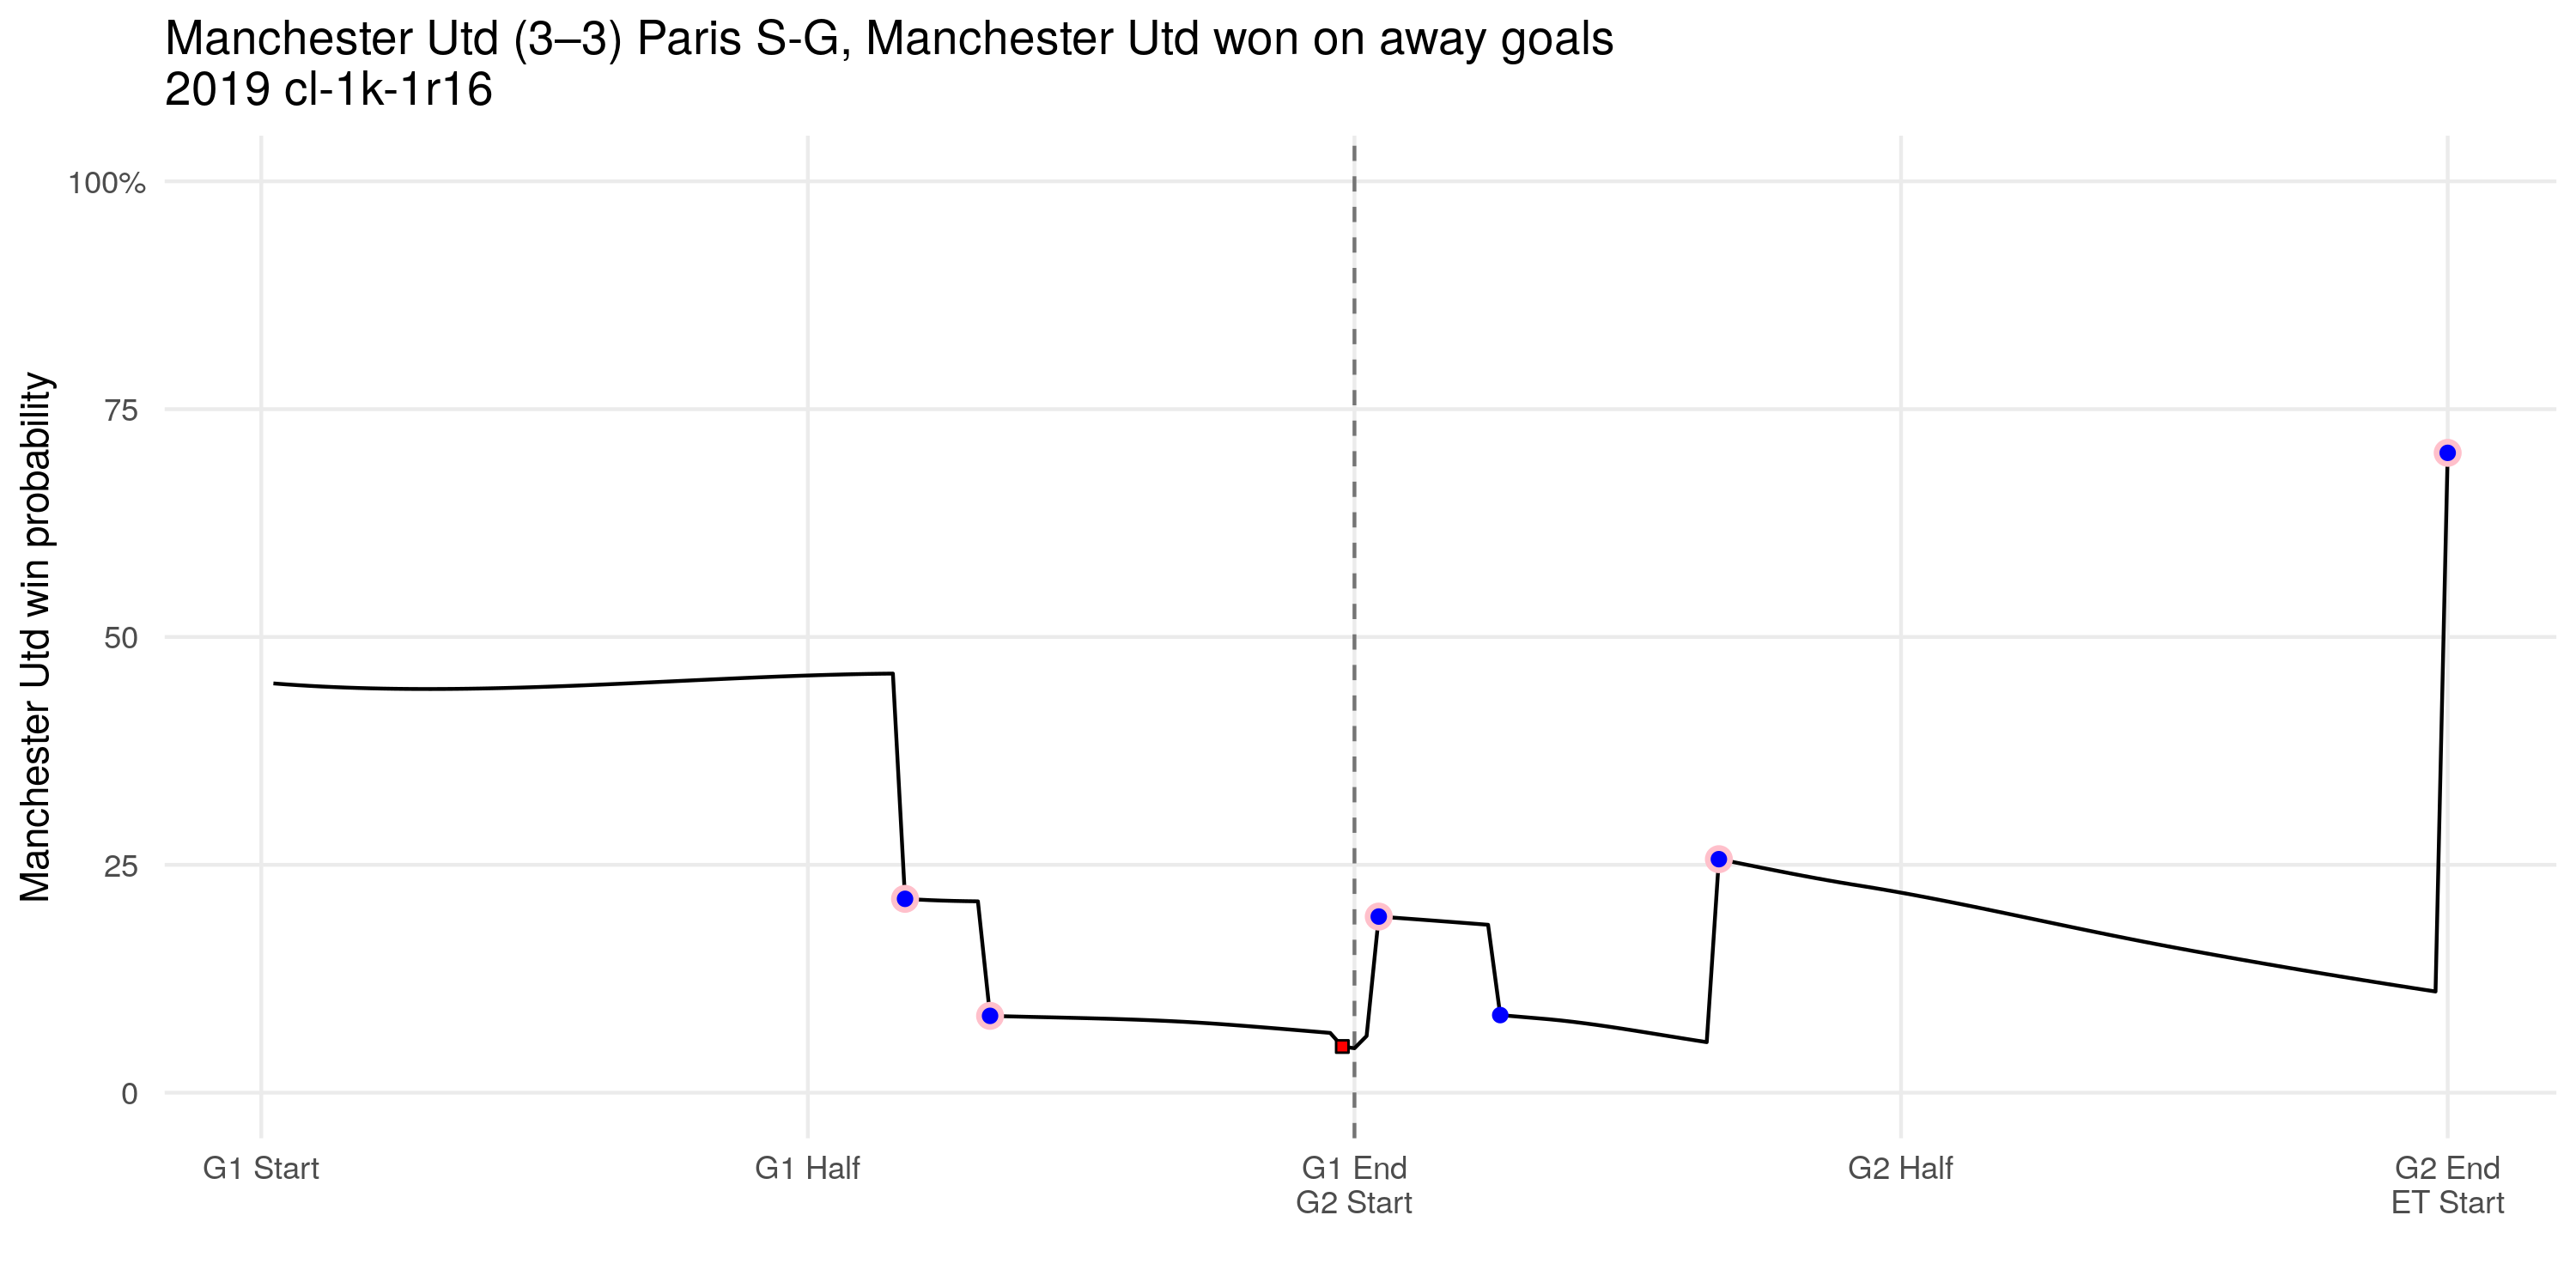 Manchester Utd (3–3) Paris S-G, Manchester Utd won on away goals
2019 cl-1k-1r16
Manchester Utd win probability
100%
75
50
25
0
G1 Start
G1 Half
G1 End
G2 Start
G2 Half
G2 End
ET Start